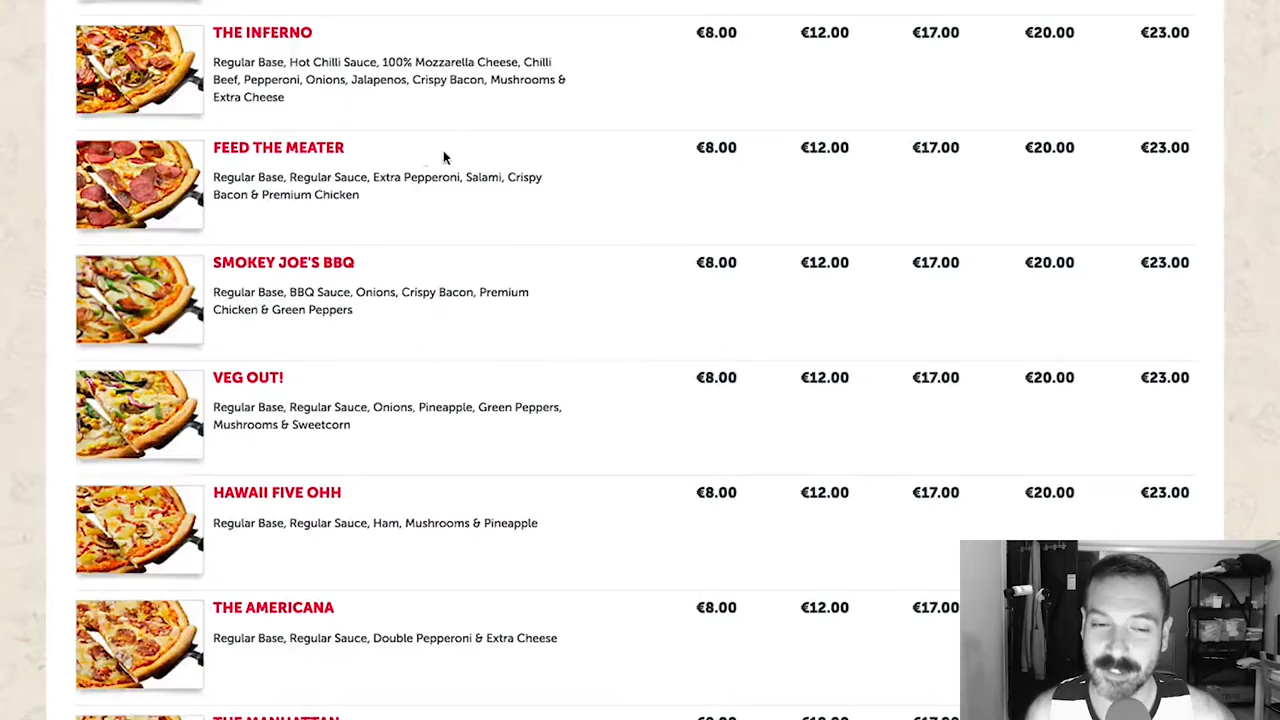 THE INFERNO €8.00 €12.00 €17.00 €20.00 €23.00
Regular Base, Hot Chilli Sauce, 100% Mozzarella Cheese, Chilli
Beef, Pepperoni, Onions, Jalapenos, Crispy Bacon, Mushrooms &
Extra Cheese
FEED THE MEATER €8.00 €12.00 €17.00 €20.00 €23.00
Regular Base, Regular Sauce, Extra Pepperoni, Salami, Crispy
Bacon & Premium Chicken
SMOKEY JOE'S BBQ €8.00 €12.00 €17.00 €20.00 €23.00
Regular Base, BBQ Sauce, Onions, Crispy Bacon, Premium
Chicken & Green Peppers
VEG OUT! €8.00 €12.00 €17.00 €20.00 €23.00
Regular Base, Regular Sauce, Onions, Pineapple, Green Peppers,
Mushrooms & Sweetcorn
HAWAII FIVE OHH €8.00 €12.00 €17.00 €20.00 €23.00
Regular Base, Regular Sauce, Ham, Mushrooms & Pineapple
THE AMERICANA €8.00 €12.00 €17.00
Regular Base, Regular Sauce, Double Pepperoni & Extra Cheese
THE MANHATTAN